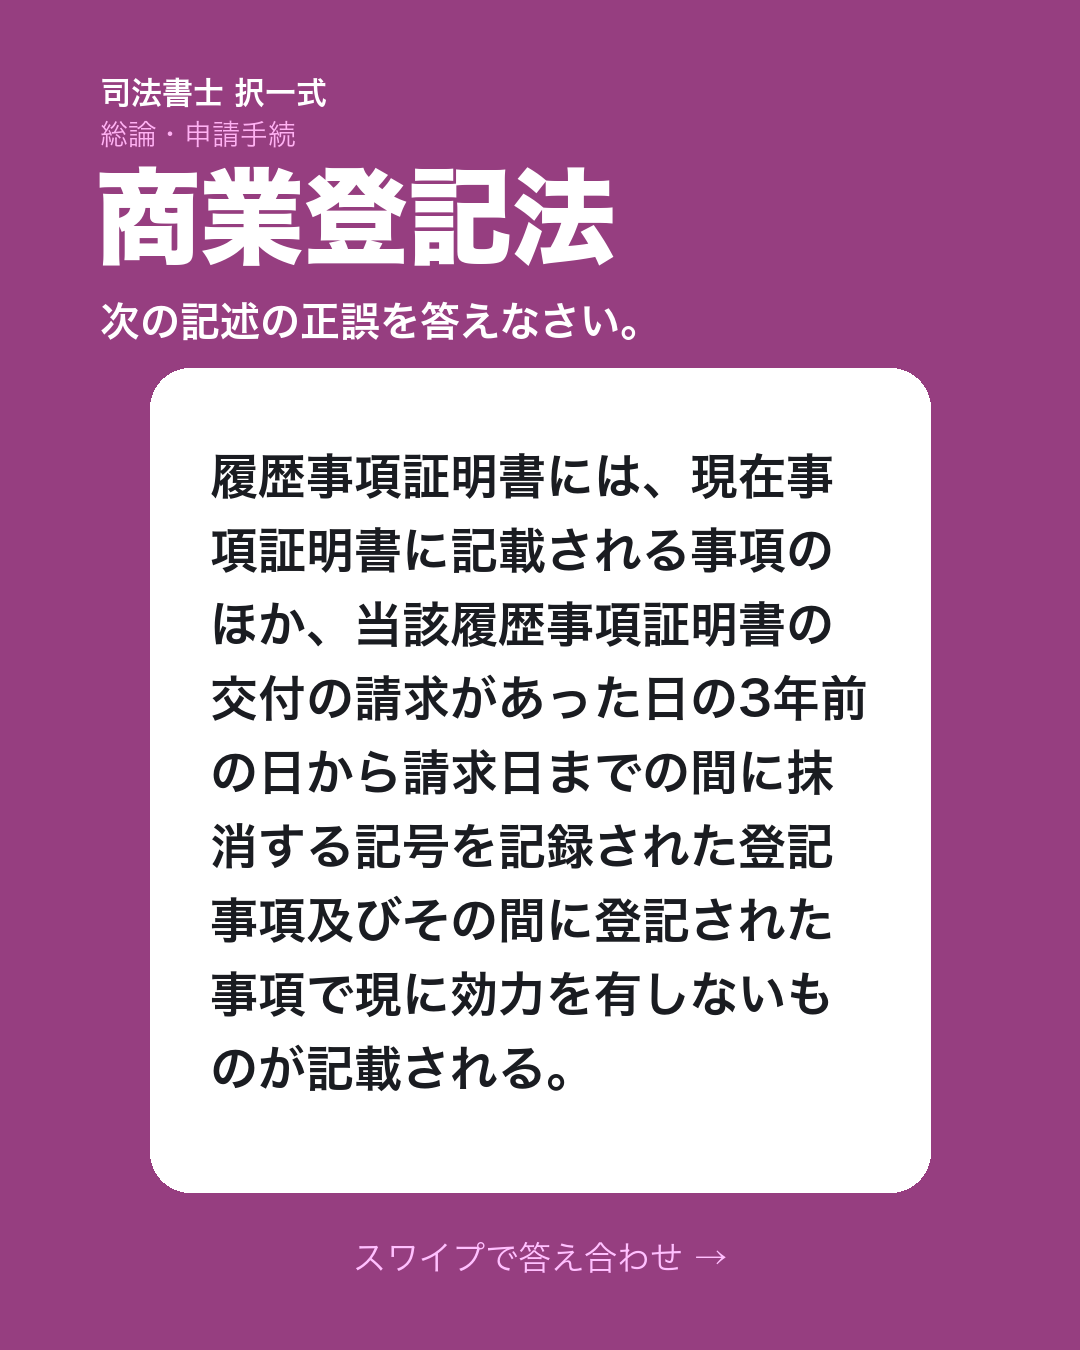 司法書士 択一式
総論・申請手続
商業登記法
次の記述の正誤を答えなさい。
履歴事項証明書には、現在事
項証明書に記載される事項の
ほか、当該履歴事項証明書の
交付の請求があった日の3年前
の日から請求日までの間に抹
消する記号を記録された登記
事項及びその間に登記された
事項で現に効力を有しないも
のが記載される。
スワイプで答え合わせ →